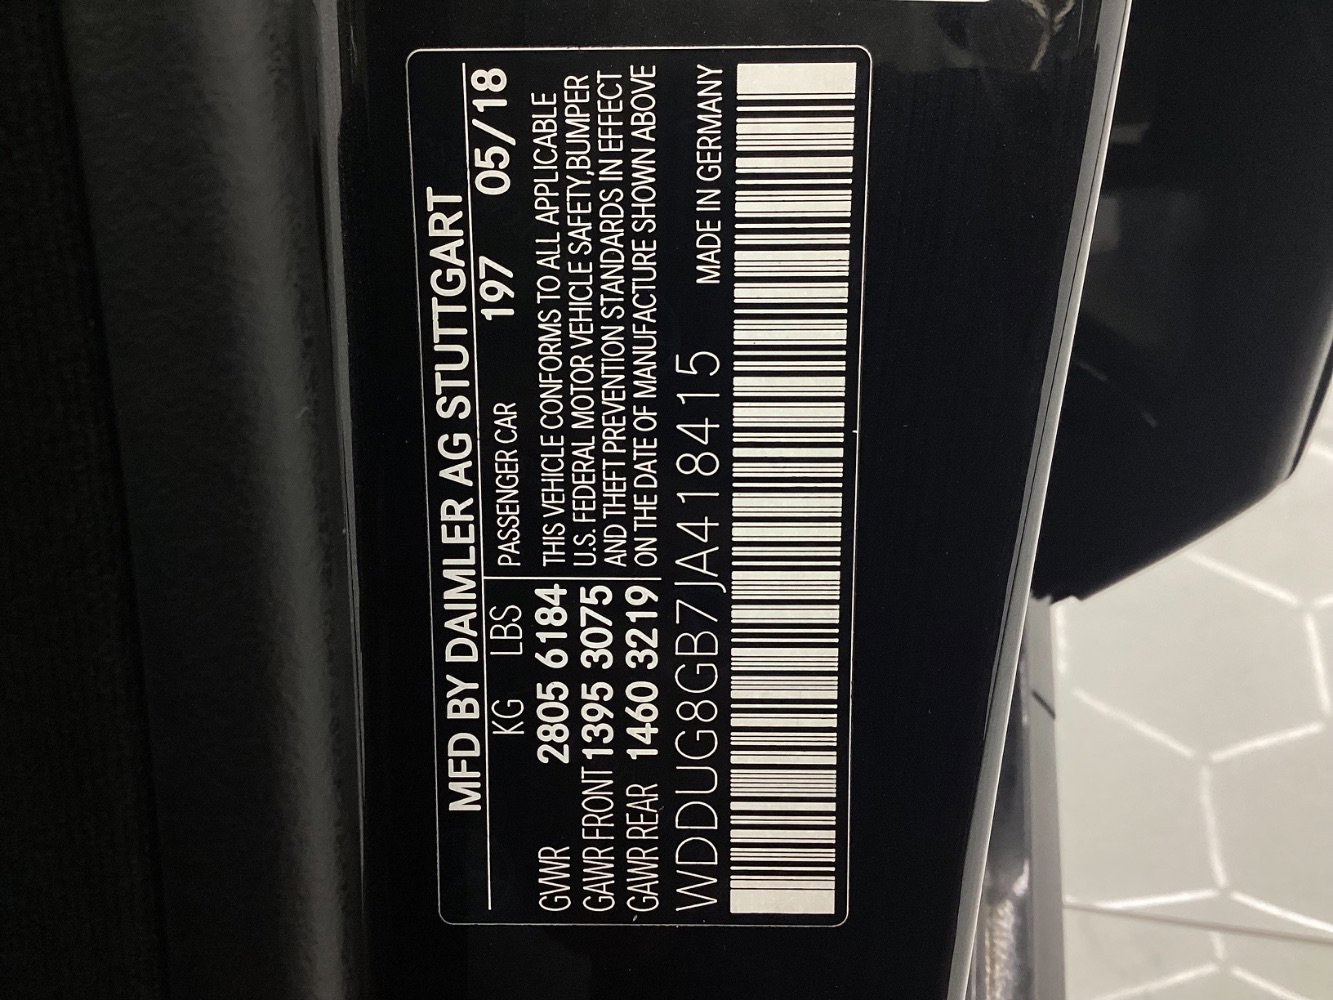 MFD BY DAIMLER AG STUTTGART
KG LBS PASSENGER CAR 197 05/18
GVWR 2805 6184 THIS VEHICLE CONFORMS TO ALL APPLICABLE
U.S. FEDERAL MOTOR VEHICLE SAFETY,BUMPER
GAWR FRONT 1395 3075 AND THEFT PREVENTION STANDARDS IN EFFECT
GAWR REAR 1460 3219 ON THE DATE OF MANUFACTURE SHOWN ABOVE
WDDUG8GB7JA418415 MADE IN GERMANY